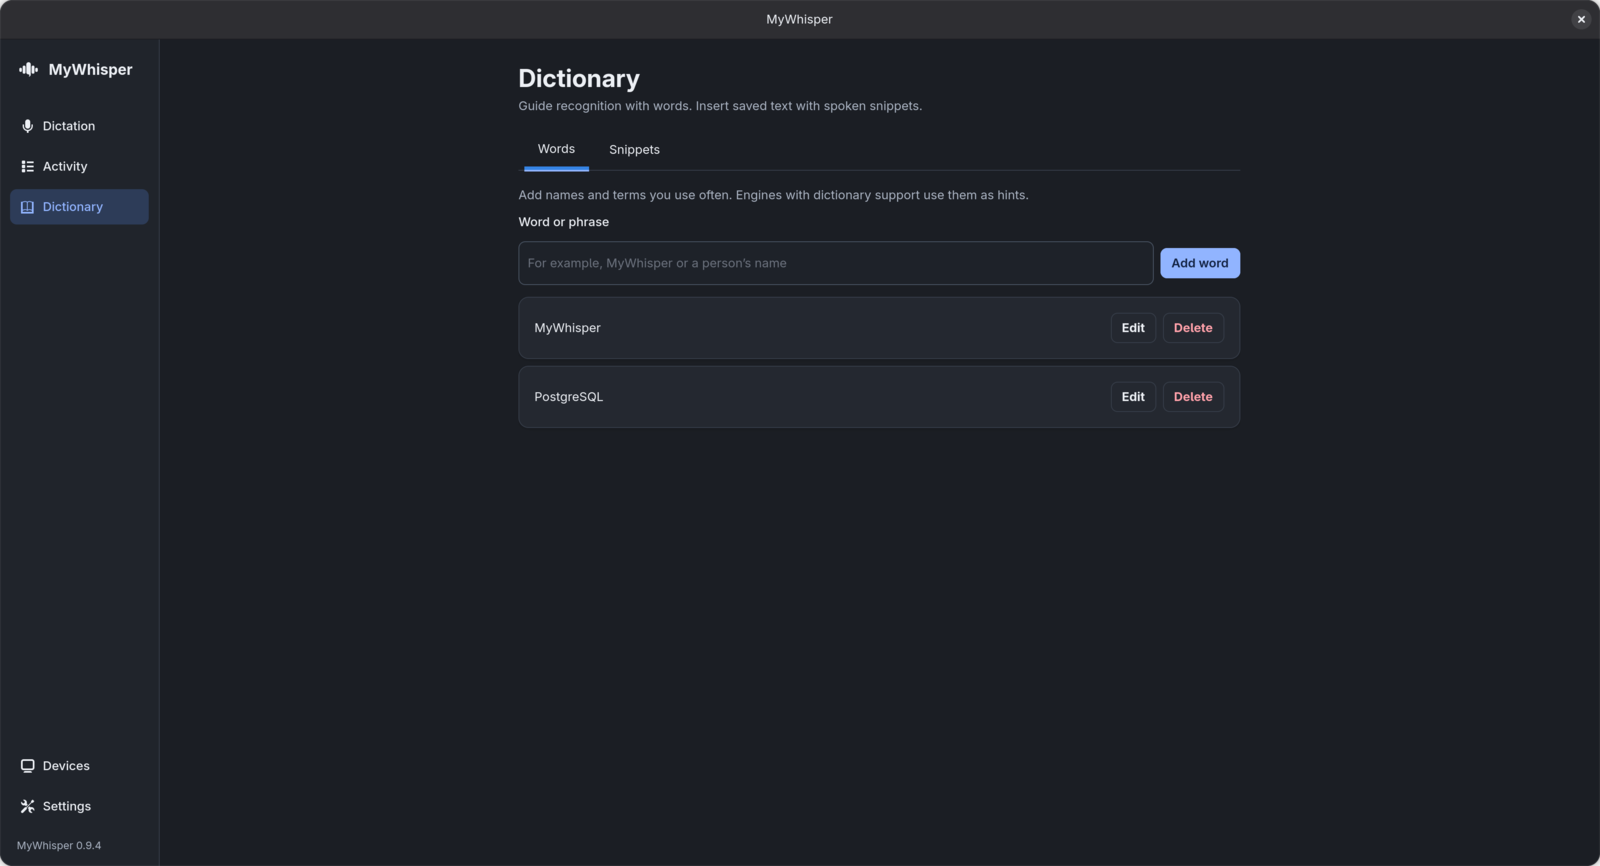 MyWhisper
MyWhisper
Dictation
Activity
Dictionary
Devices
Settings
MyWhisper 0.9.4
Dictionary
Guide recognition with words. Insert saved text with spoken snippets.
Words Snippets
Add names and terms you use often. Engines with dictionary support use them as hints.
Word or phrase
For example, MyWhisper or a person’s name Add word
MyWhisper Edit Delete
PostgreSQL Edit Delete